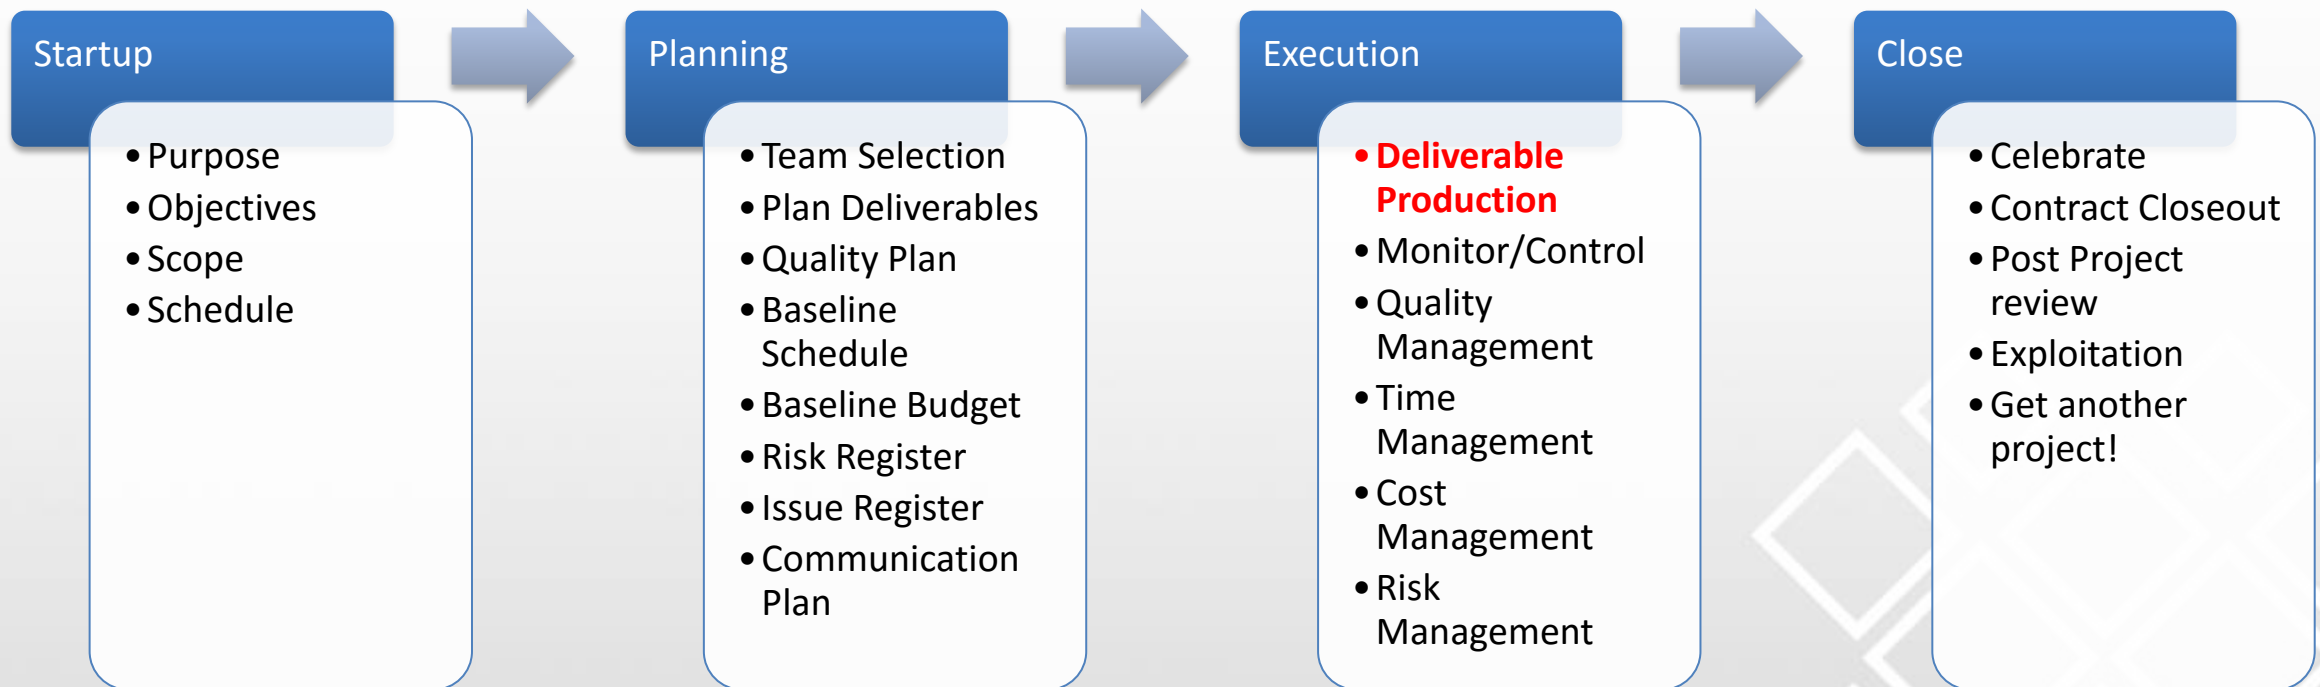 Startup
• Purpose
• Objectives
• Scope
• Schedule
Planning
• Team Selection
• Plan Deliverables
• Quality Plan
• Baseline
Schedule
• Baseline Budget
• Risk Register
• Issue Register
• Communication
Plan
Execution
• Deliverable
Production
• Monitor/Control
• Quality
Management
• Time
Management
• Cost
Management
• Risk
Management
Close
• Celebrate
• Contract Closeout
• Post Project
review
• Exploitation
• Get another
project!